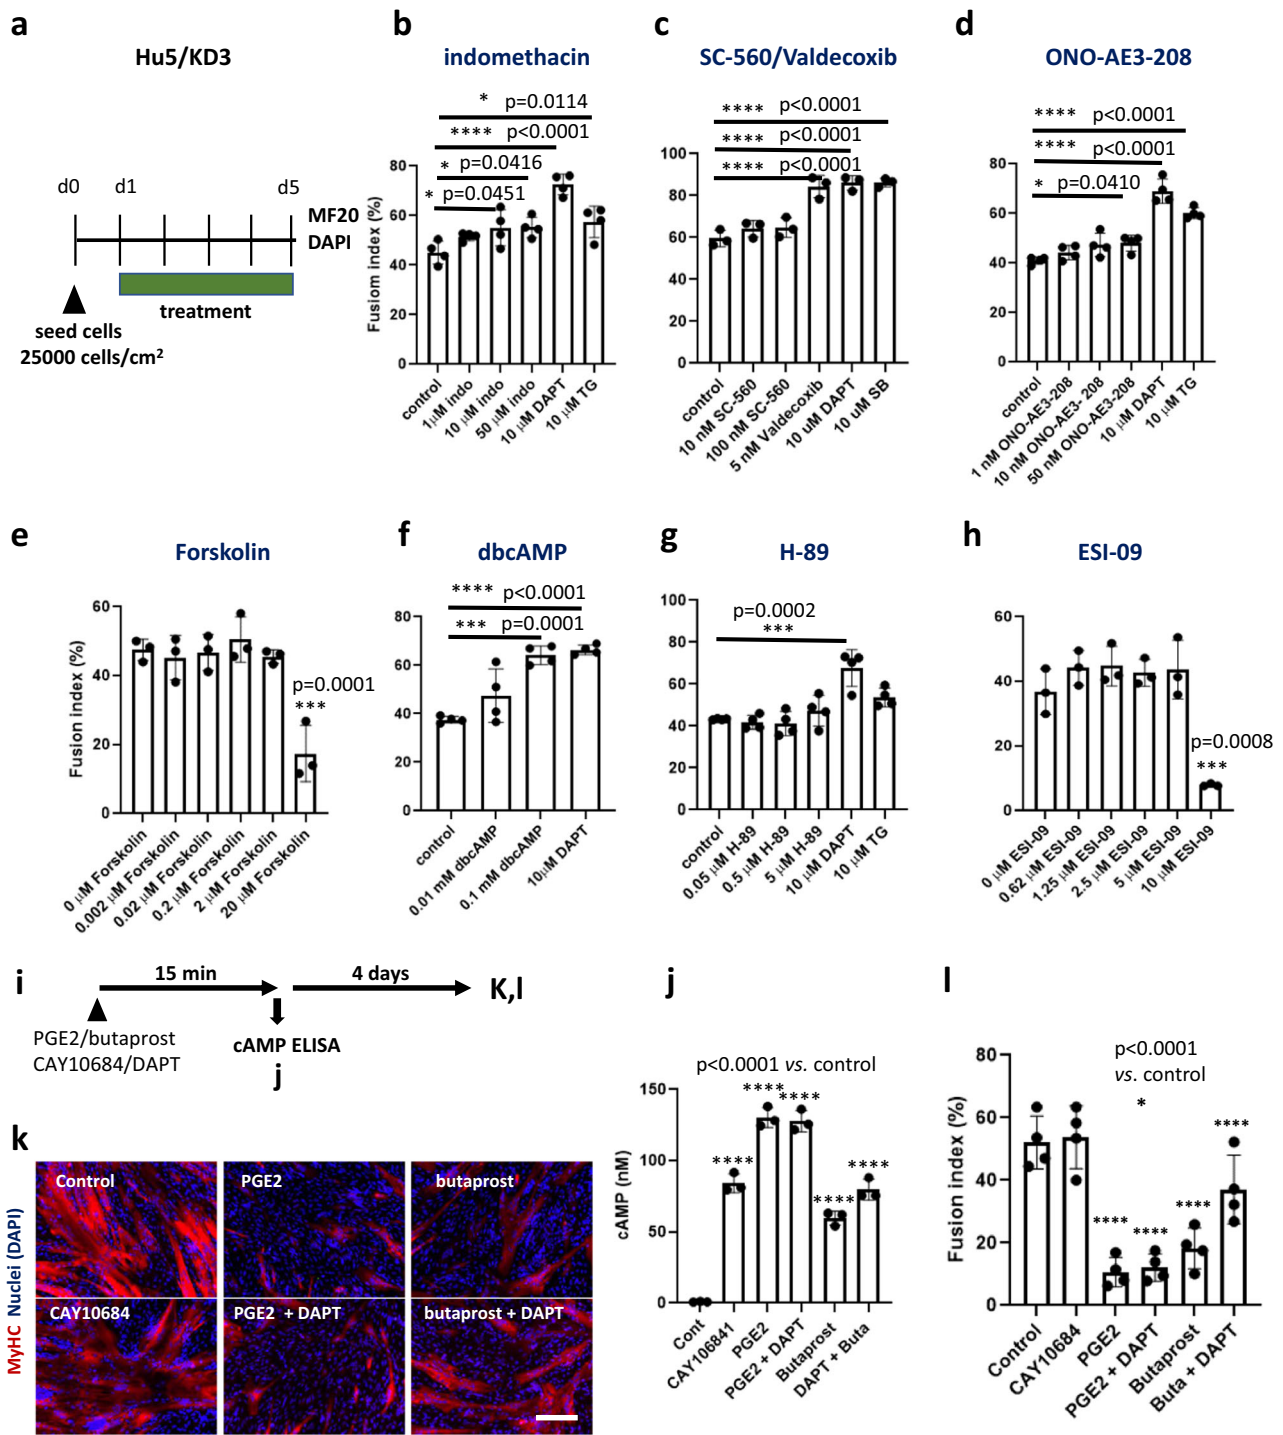 a
Hu5/KD3
d0 d1 d5
MF20
DAPI
treatment
seed cells
25000 cells/cm²
b
indomethacin
* p=0.0114
**** p<0.0001
* p=0.0416
* p=0.0451
Fusiom index (%)
80
60
40
20
0
control
1μM indo
10 μM indo
50 μM indo
10 μM DAPT
10 μM TG
c
SC-560/Valdecoxib
**** p<0.0001
**** p<0.0001
**** p<0.0001
100
80
60
40
20
0
control
10 nM SC-560
100 nM SC-560
5 nM Valdecoxib
10 uM DAPT
10 uM SB
d
ONO-AE3-208
**** p<0.0001
**** p<0.0001
* p=0.0410
80
60
40
20
0
control
1 nM ONO-AE3-208
10 nM ONO-AE3- 208
50 nM ONO-AE3-208
10 μM DAPT
10 μM TG
e
Forskolin
p=0.0001
***
Fusion index (%)
60
40
20
0
0 μM Forskolin
0.002 μM Forskolin
0.02 μM Forskolin
0.2 μM Forskolin
2 μM Forskolin
20 μM Forskolin
f
dbcAMP
**** p<0.0001
*** p=0.0001
80
60
40
20
0
control
0.01 mM dbcAMP
0.1 mM dbcAMP
10μM DAPT
g
H-89
p=0.0002
***
100
80
60
40
20
0
control
0.05 μM H-89
0.5 μM H-89
5 μM H-89
10 μM DAPT
10 μM TG
h
ESI-09
p=0.0008
***
60
40
20
0
0 μM ESI-09
0.62 μM ESI-09
1.25 μM ESI-09
2.5 μM ESI-09
5 μM ESI-09
10 μM ESI-09
i
15 min
4 days
K,l
PGE2/butaprost
CAY10684/DAPT
cAMP ELISA
j
j
p<0.0001 vs. control
**** **** **** **** ****
cAMP (nM)
150
100
50
0
Cont
CAY106841
PGE2
PGE2 + DAPT
Butaprost
DAPT + Buta
k
MyHC Nuclei (DAPI)
Control
PGE2
butaprost
CAY10684
PGE2 + DAPT
butaprost + DAPT
l
p<0.0001
vs. control
*
**** **** **** ****
Fusion index (%)
80
60
40
20
0
Control
CAY10684
PGE2
PGE2 + DAPT
Butaprost
Buta + DAPT